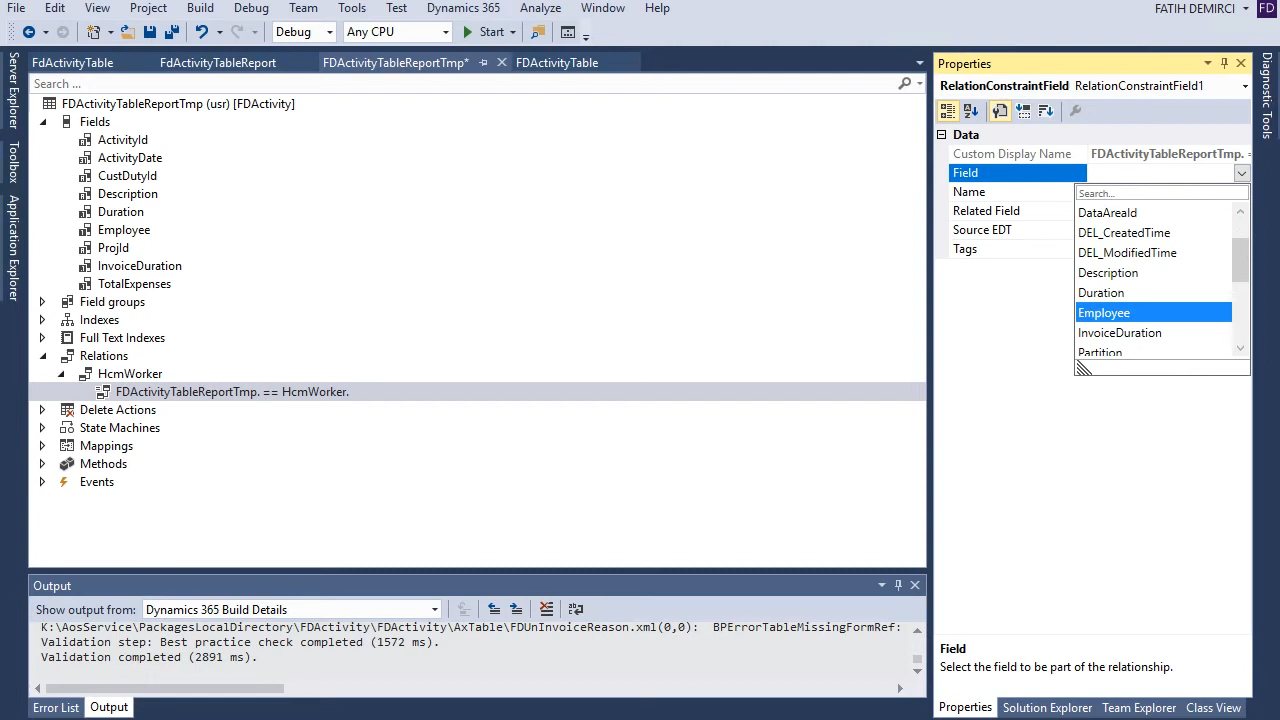 File Edit View Project Build Debug Team Tools Test Dynamics 365 Analyze Window Help FATIH DEMIRCI FD
Debug Any CPU Start
Server Explorer
Toolbox
Application Explorer
FdActivityTable FdActivityTableReport FDActivityTableReportTmp* FDActivityTable
Search ...
FDActivityTableReportTmp (usr) [FDActivity]
Fields
ActivityId
ActivityDate
CustDutyId
Description
Duration
Employee
ProjId
InvoiceDuration
TotalExpenses
Field groups
Indexes
Full Text Indexes
Relations
HcmWorker
FDActivityTableReportTmp. == HcmWorker.
Delete Actions
State Machines
Mappings
Methods
Events
Output
Show output from: Dynamics 365 Build Details
K:\AosService\PackagesLocalDirectory\FDActivity\FDActivity\AxTable\FDUnInvoiceReason.xml(0,0): BPErrorTableMissingFormRef:
Validation step: Best practice check completed (1572 ms).
Validation completed (2891 ms).
Error List Output
Properties
RelationConstraintField RelationConstraintField1
Data
Custom Display Name FDActivityTableReportTmp. =
Field
Name
Related Field
Source EDT
Tags
Search...
DataAreaId
DEL_CreatedTime
DEL_ModifiedTime
Description
Duration
Employee
InvoiceDuration
Partition
Field
Select the field to be part of the relationship.
Properties Solution Explorer Team Explorer Class View
Diagnostic Tools